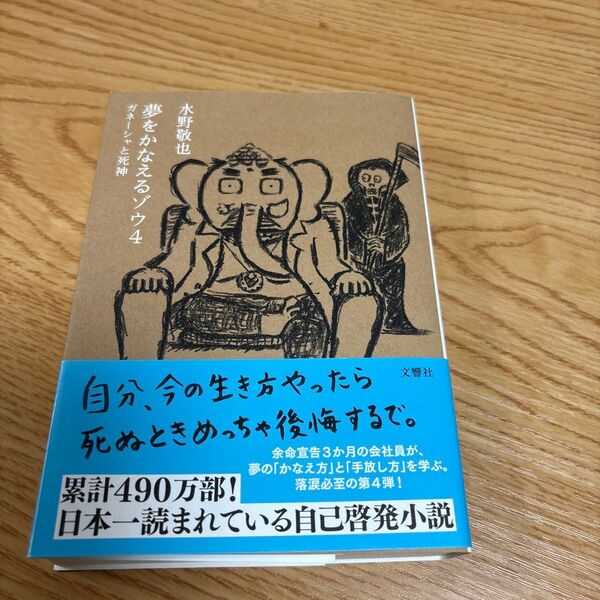 水野敬也
夢をかなえるゾウ4
ガネーシャと死神
文響社
自分、今の生き方やったら
死ぬときめっちゃ後悔するで。
余命宣告3か月の会社員が、
夢の「かなえ方」と「手放し方」を学ぶ。
落涙必至の第4弾！
累計490万部！
日本一読まれている自己啓発小説